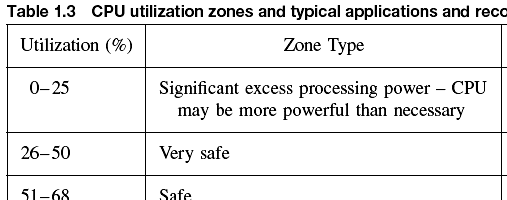 Table 1.3 CPU utilization zones and typical applications and reco
Utilization (%) Zone Type
0–25 Significant excess processing power – CPU
may be more powerful than necessary
26–50 Very safe
51–68 Safe